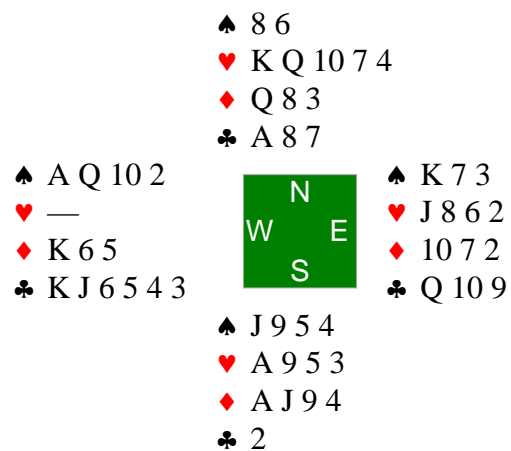 ♠ 8 6
♥ K Q 10 7 4
♦ Q 8 3
♣ A 8 7
♠ A Q 10 2
♥ —
♦ K 6 5
♣ K J 6 5 4 3
N
W E
S
♠ K 7 3
♥ J 8 6 2
♦ 10 7 2
♣ Q 10 9
♠ J 9 5 4
♥ A 9 5 3
♦ A J 9 4
♣ 2